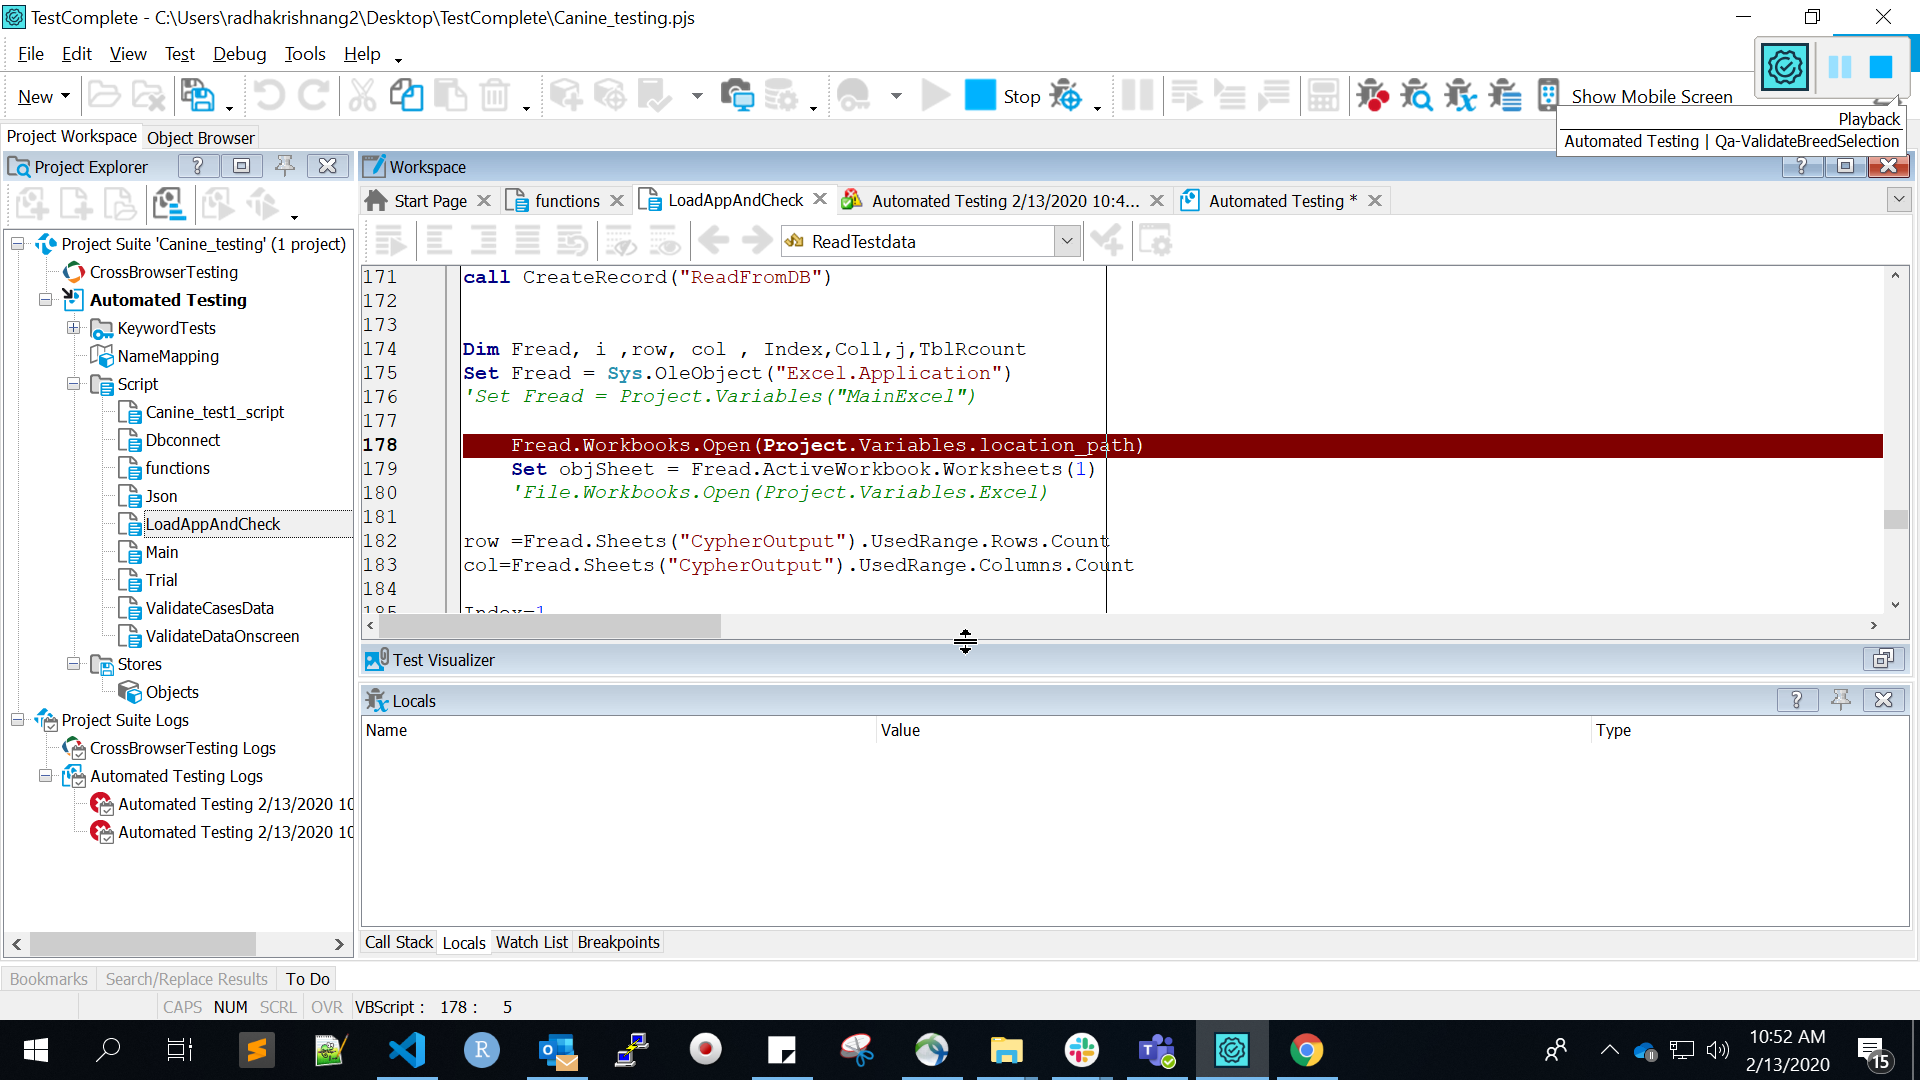 TestComplete - C:\Users\radhakrishnang2\Desktop\TestComplete\Canine_testing.pjs
File Edit View Test Debug Tools Help
New Stop Show Mobile Screen
Playback
Automated Testing | Qa-ValidateBreedSelection
Project Workspace Object Browser
Project Explorer
Project Suite 'Canine_testing' (1 project)
CrossBrowserTesting
Automated Testing
KeywordTests
NameMapping
Script
Canine_test1_script
Dbconnect
functions
Json
LoadAppAndCheck
Main
Trial
ValidateCasesData
ValidateDataOnscreen
Stores
Objects
Project Suite Logs
CrossBrowserTesting Logs
Automated Testing Logs
Automated Testing 2/13/2020 10
Automated Testing 2/13/2020 10
Workspace
Start Page functions LoadAppAndCheck Automated Testing 2/13/2020 10:4... Automated Testing *
ReadTestdata
171 call CreateRecord("ReadFromDB")
172
173
174 Dim Fread, i ,row, col , Index,Coll,j,TblRcount
175 Set Fread = Sys.OleObject("Excel.Application")
176 'Set Fread = Project.Variables("MainExcel")
177
178 Fread.Workbooks.Open(Project.Variables.location_path)
179 Set objSheet = Fread.ActiveWorkbook.Worksheets(1)
180 'File.Workbooks.Open(Project.Variables.Excel)
181
182 row =Fread.Sheets("CypherOutput").UsedRange.Rows.Count
183 col=Fread.Sheets("CypherOutput").UsedRange.Columns.Count
184
185 Index=1
Test Visualizer
Locals
Name Value Type
Call Stack Locals Watch List Breakpoints
Bookmarks Search/Replace Results To Do
CAPS NUM SCRL OVR VBScript : 178 : 5
10:52 AM
2/13/2020
15